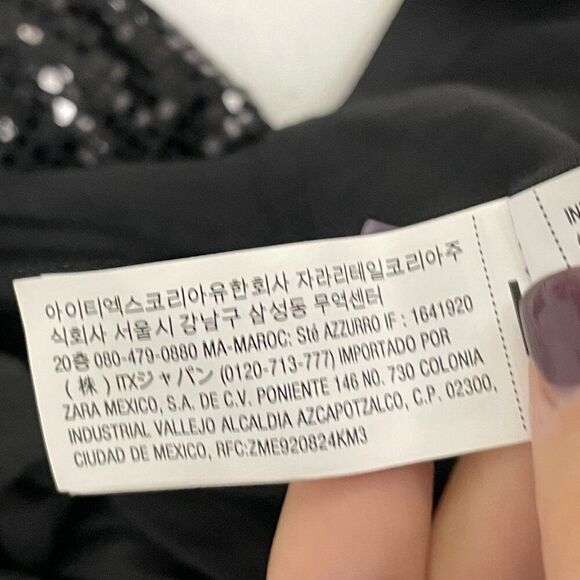 아이티엑스코리아유한회사 자라리테일코리아주
식회사 서울시 강남구 삼성동 무역센터
20층 080-479-0880 MA-MAROC: Sté AZZURRO IF : 1641920
(株) ITXジャパン (0120-713-777) IMPORTADO POR
ZARA MEXICO, S.A. DE C.V. PONIENTE 146 NO. 730 COLONIA
INDUSTRIAL VALLEJO ALCALDIA AZCAPOTZALCO, C.P. 02300,
CIUDAD DE MEXICO, RFC:ZME920824KM3